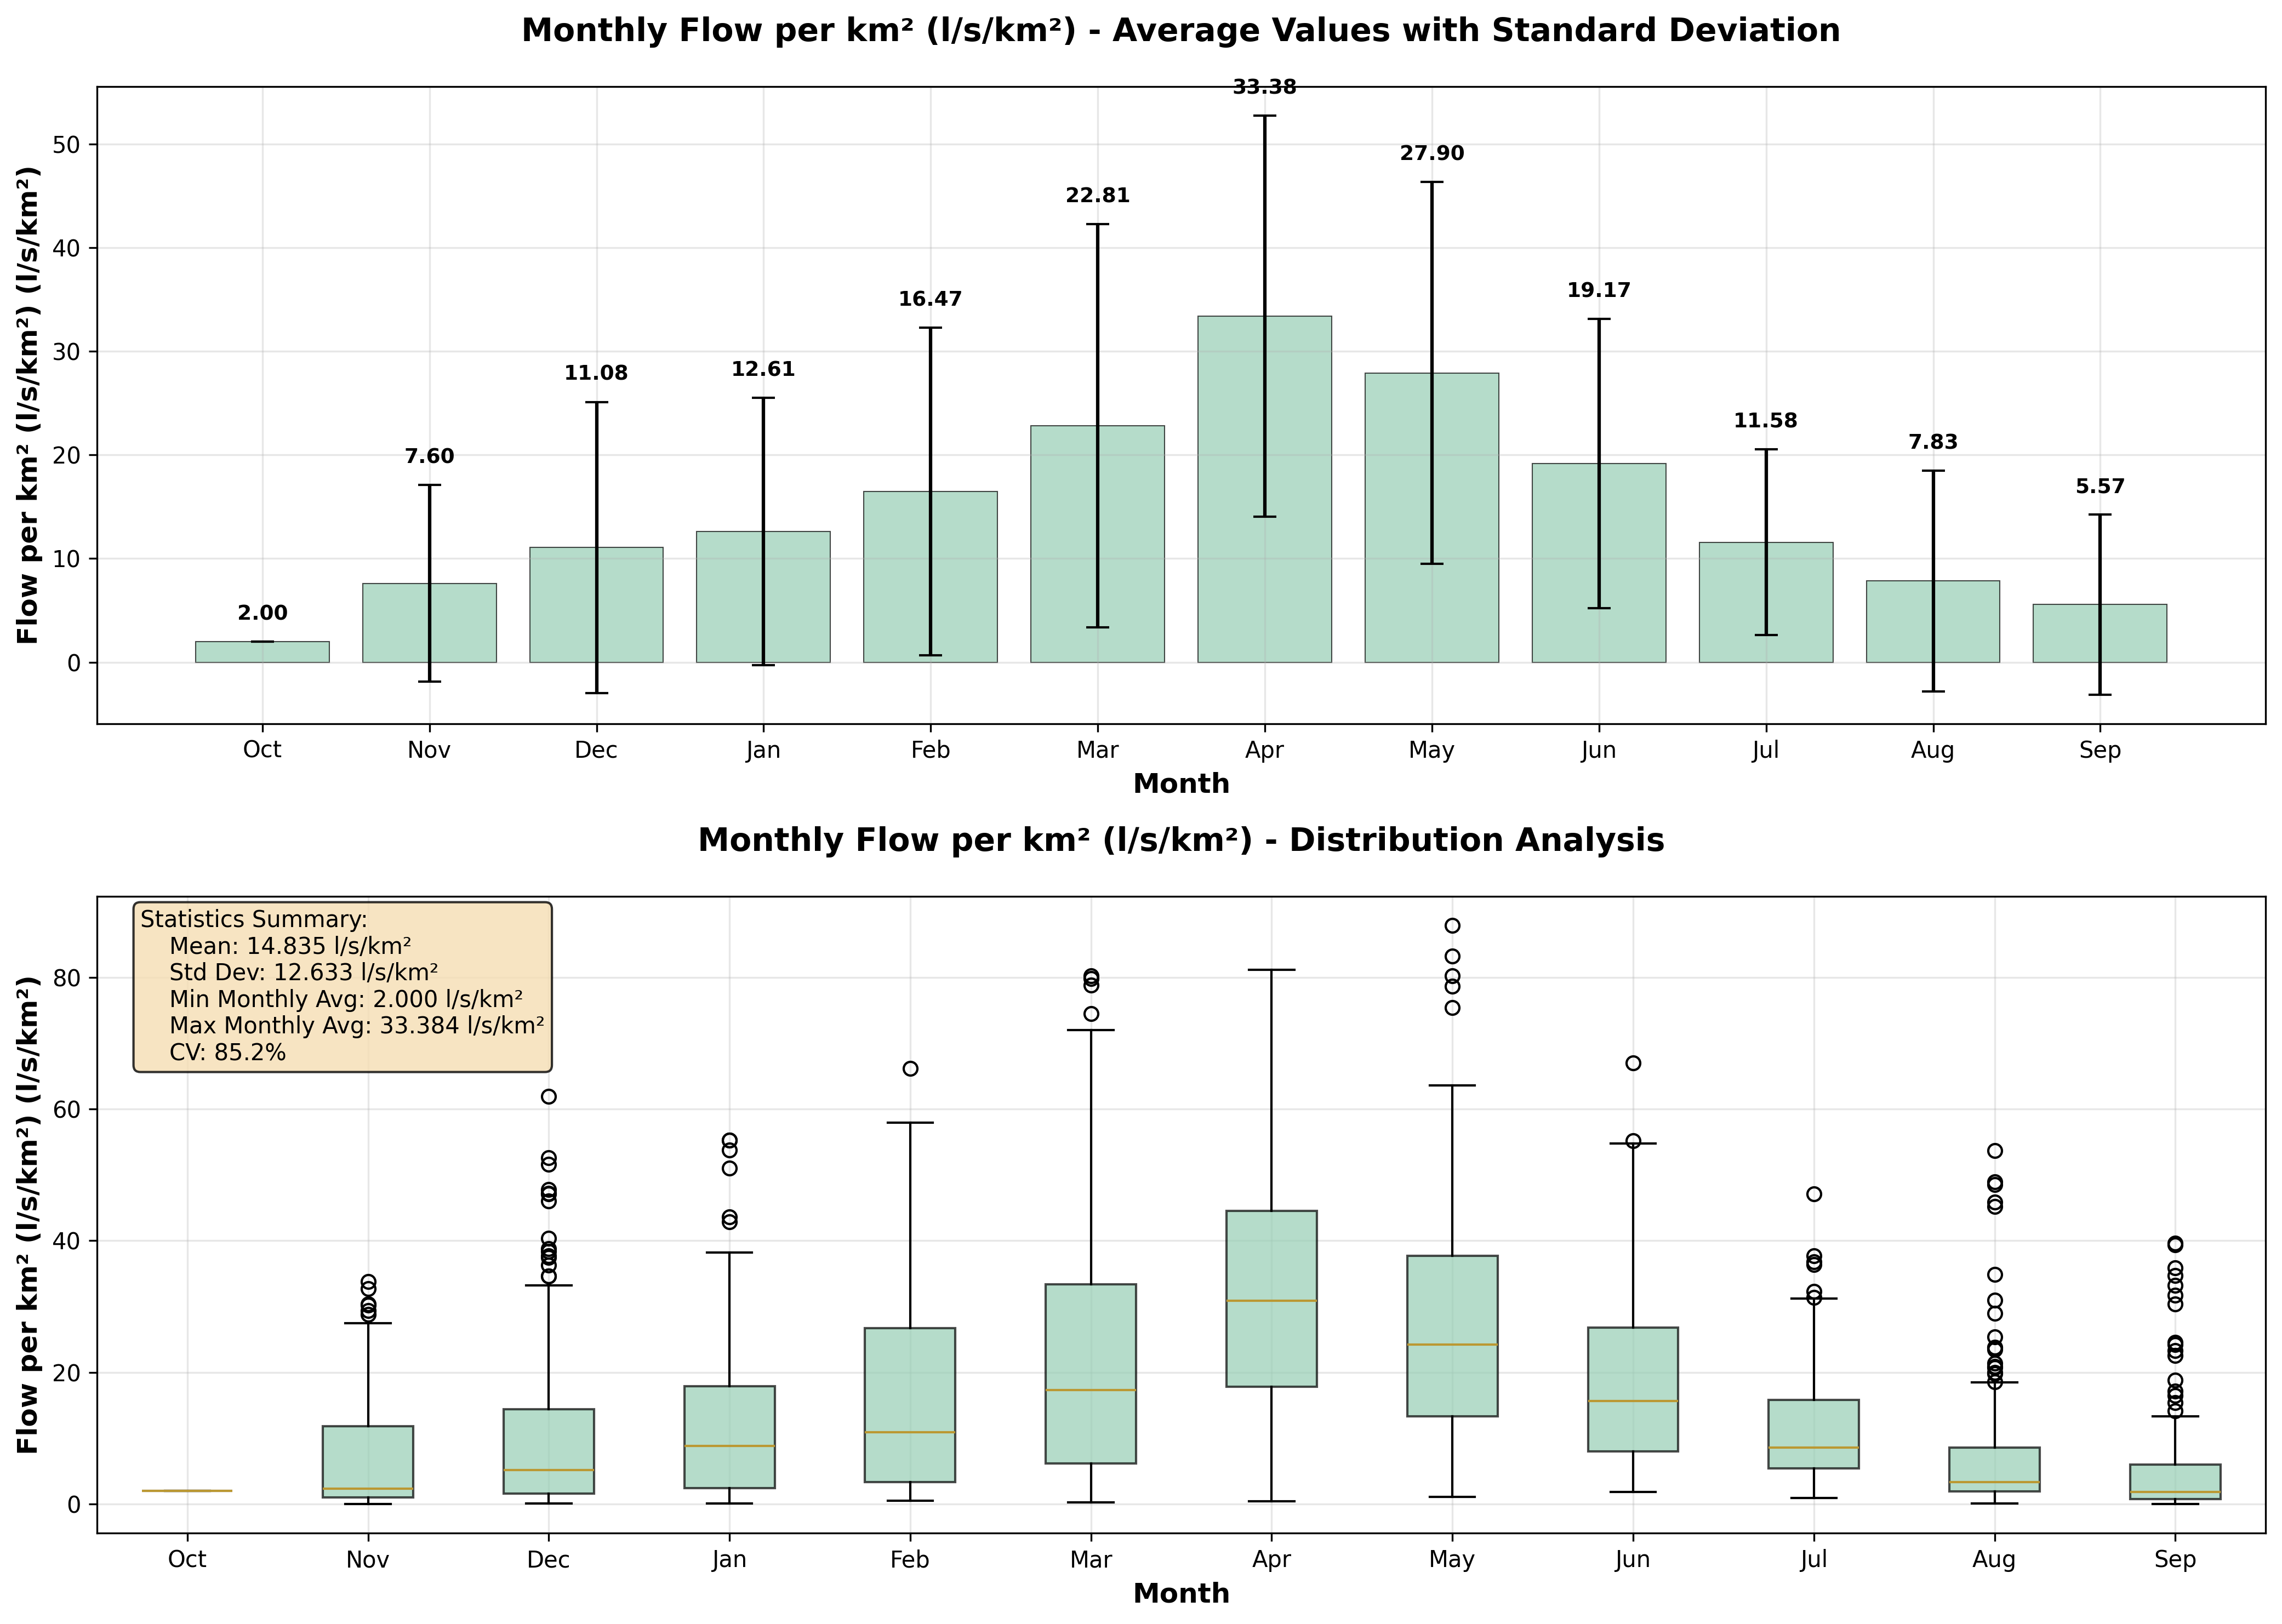 Monthly Flow per km² (l/s/km²) - Average Values with Standard Deviation
Flow per km² (l/s/km²) (l/s/km²)
50
40
30
20
10
0
2.00
7.60
11.08
12.61
16.47
22.81
33.38
27.90
19.17
11.58
7.83
5.57
Oct Nov Dec Jan Feb Mar Apr May Jun Jul Aug Sep
Month
Monthly Flow per km² (l/s/km²) - Distribution Analysis
Flow per km² (l/s/km²) (l/s/km²)
80
60
40
20
0
Statistics Summary:
Mean: 14.835 l/s/km²
Std Dev: 12.633 l/s/km²
Min Monthly Avg: 2.000 l/s/km²
Max Monthly Avg: 33.384 l/s/km²
CV: 85.2%
Oct Nov Dec Jan Feb Mar Apr May Jun Jul Aug Sep
Month